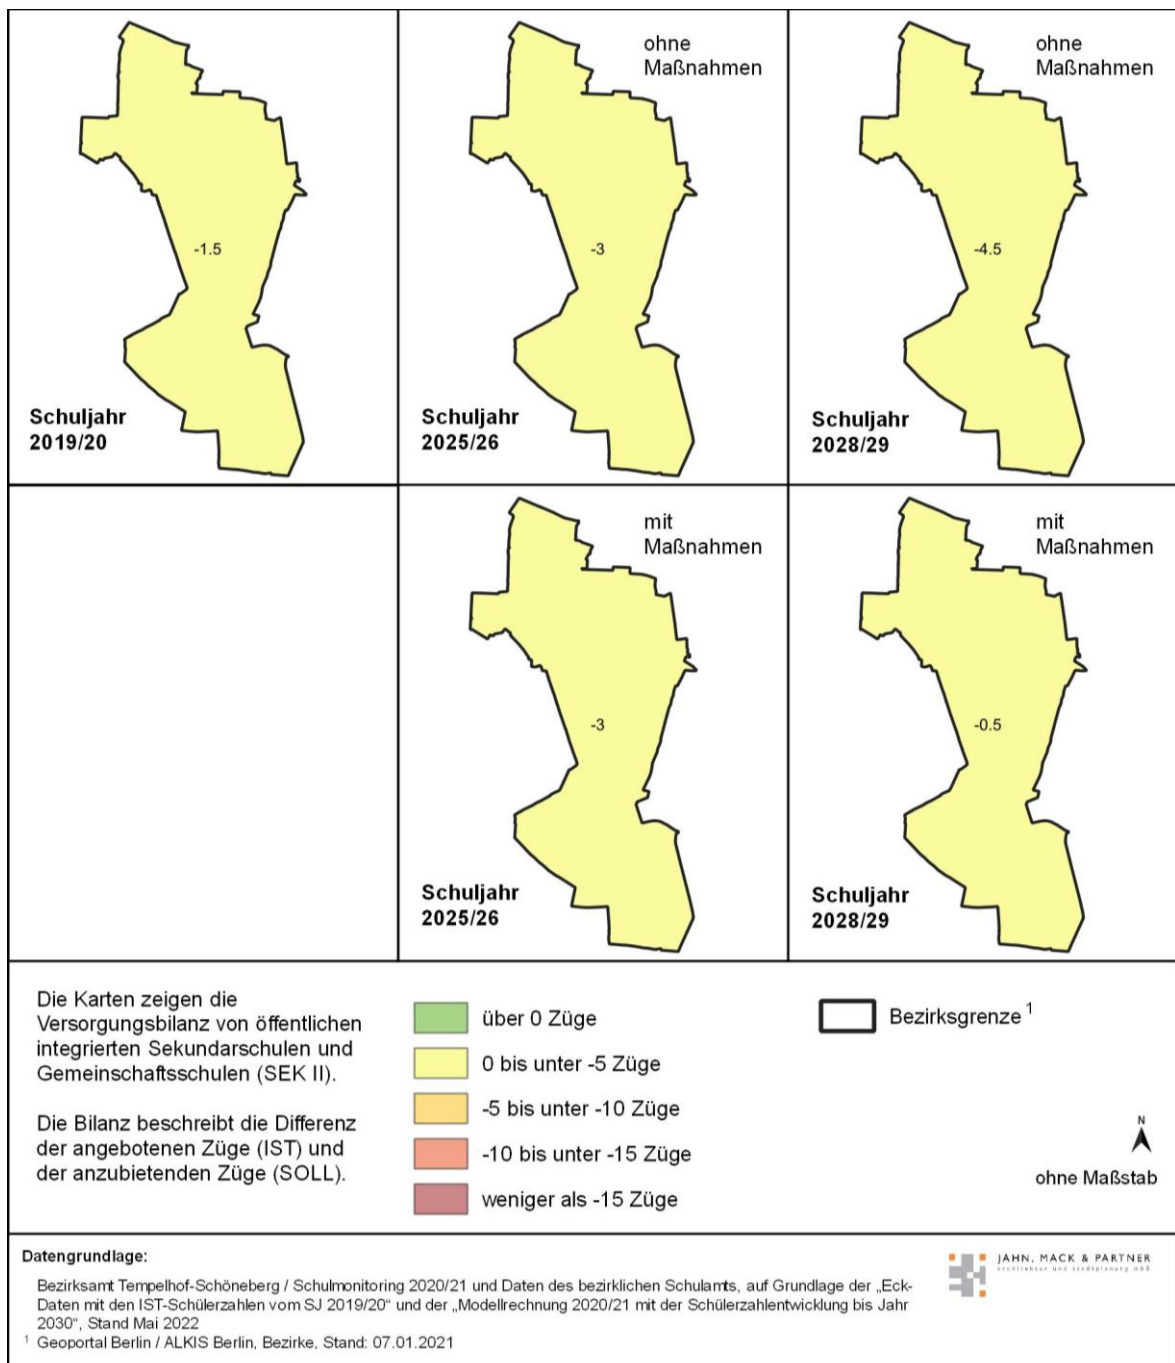 -1.5
Schuljahr
2019/20
ohne
Maßnahmen
-3
Schuljahr
2025/26
ohne
Maßnahmen
-4.5
Schuljahr
2028/29
mit
Maßnahmen
-3
Schuljahr
2025/26
mit
Maßnahmen
-0.5
Schuljahr
2028/29
Die Karten zeigen die
Versorgungsbilanz von öffentlichen
integrierten Sekundarschulen und
Gemeinschaftsschulen (SEK II).
Die Bilanz beschreibt die Differenz
der angebotenen Züge (IST) und
der anzubietenden Züge (SOLL).
über 0 Züge
0 bis unter -5 Züge
-5 bis unter -10 Züge
-10 bis unter -15 Züge
weniger als -15 Züge
Bezirksgrenze ¹
N
ohne Maßstab
Datengrundlage:
Bezirksamt Tempelhof-Schöneberg / Schulmonitoring 2020/21 und Daten des bezirklichen Schulamts, auf Grundlage der „Eck-
Daten mit den IST-Schülerzahlen vom SJ 2019/20“ und der „Modellrechnung 2020/21 mit der Schülerzahlentwicklung bis Jahr
2030“, Stand Mai 2022
¹ Geoportal Berlin / ALKIS Berlin, Bezirke, Stand: 07.01.2021
JAHN, MACK & PARTNER
architektur und stadtplanung mbB